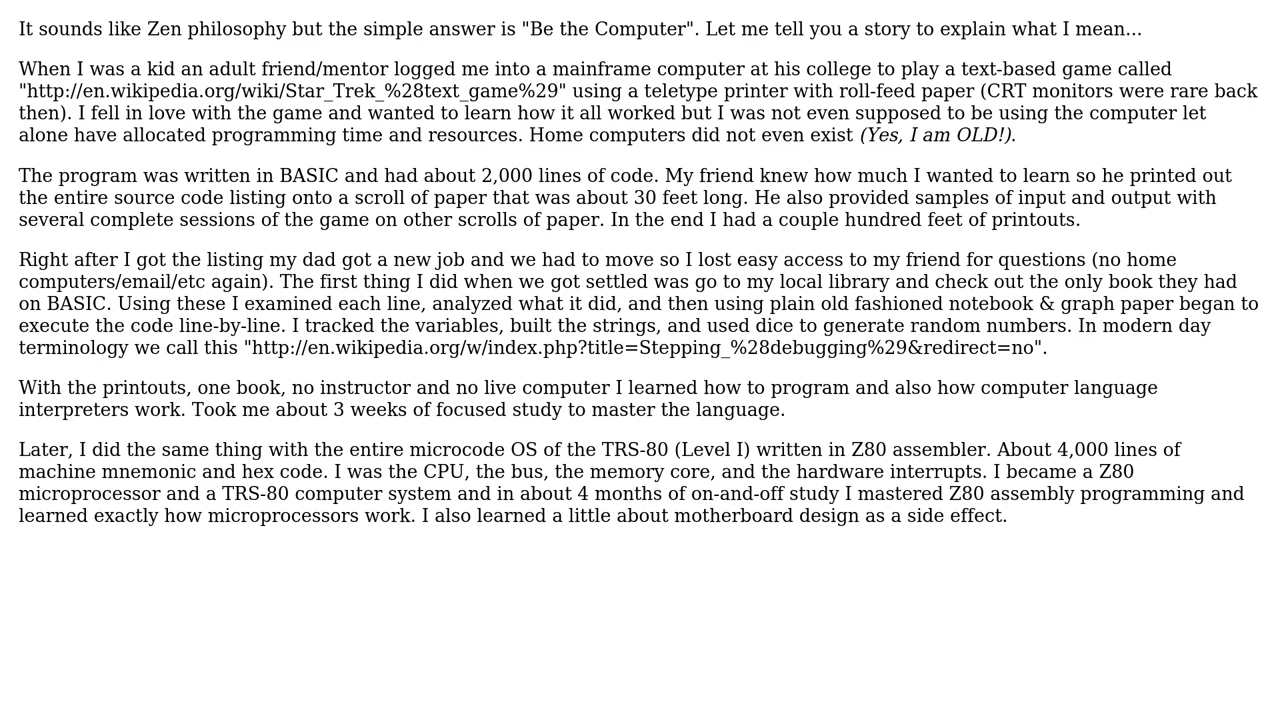 It sounds like Zen philosophy but the simple answer is "Be the Computer". Let me tell you a story to explain what I mean...
When I was a kid an adult friend/mentor logged me into a mainframe computer at his college to play a text-based game called
"http://en.wikipedia.org/wiki/Star_Trek_%28text_game%29" using a teletype printer with roll-feed paper (CRT monitors were rare back
then). I fell in love with the game and wanted to learn how it all worked but I was not even supposed to be using the computer let
alone have allocated programming time and resources. Home computers did not even exist (Yes, I am OLD!).
The program was written in BASIC and had about 2,000 lines of code. My friend knew how much I wanted to learn so he printed out
the entire source code listing onto a scroll of paper that was about 30 feet long. He also provided samples of input and output with
several complete sessions of the game on other scrolls of paper. In the end I had a couple hundred feet of printouts.
Right after I got the listing my dad got a new job and we had to move so I lost easy access to my friend for questions (no home
computers/email/etc again). The first thing I did when we got settled was go to my local library and check out the only book they had
on BASIC. Using these I examined each line, analyzed what it did, and then using plain old fashioned notebook & graph paper began to
execute the code line-by-line. I tracked the variables, built the strings, and used dice to generate random numbers. In modern day
terminology we call this "http://en.wikipedia.org/w/index.php?title=Stepping_%28debugging%29&redirect=no".
With the printouts, one book, no instructor and no live computer I learned how to program and also how computer language
interpreters work. Took me about 3 weeks of focused study to master the language.
Later, I did the same thing with the entire microcode OS of the TRS-80 (Level I) written in Z80 assembler. About 4,000 lines of
machine mnemonic and hex code. I was the CPU, the bus, the memory core, and the hardware interrupts. I became a Z80
microprocessor and a TRS-80 computer system and in about 4 months of on-and-off study I mastered Z80 assembly programming and
learned exactly how microprocessors work. I also learned a little about motherboard design as a side effect.